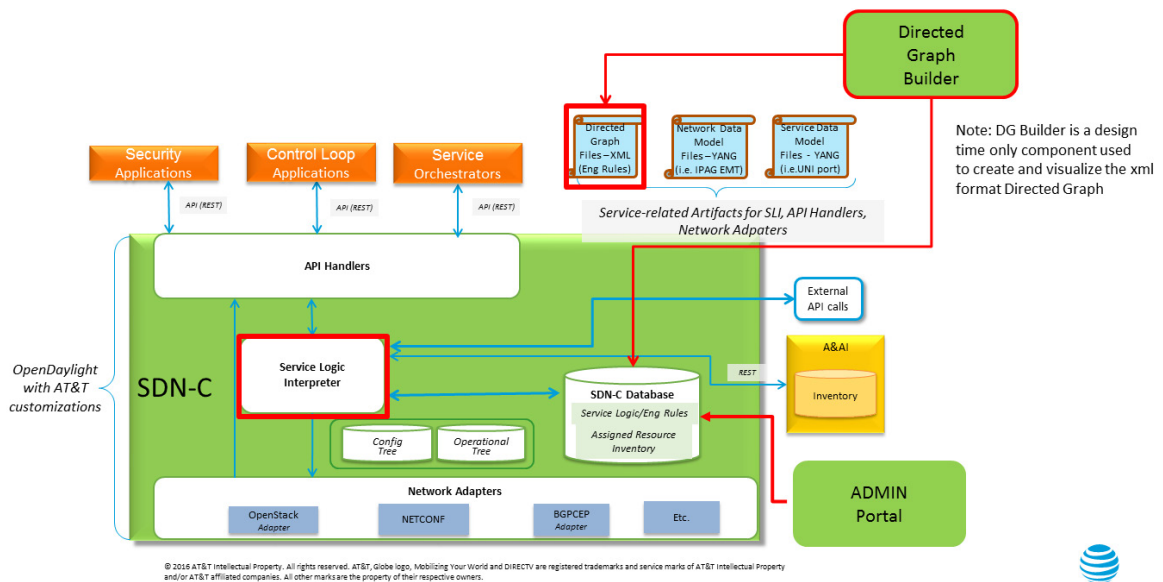 Directed
Graph
Builder
Directed
Graph
Files – XML
(Eng Rules)
Network Data
Model
Files – YANG
(i.e. IPAG EMT)
Service Data
Model
Files - YANG
(i.e.UNI port)
Note: DG Builder is a design
time only component used
to create and visualize the xml
format Directed Graph
Security
Applications
Control Loop
Applications
Service
Orchestrators
API (REST)
API (REST)
API (REST)
Service-related Artifacts for SLI, API Handlers,
Network Adpaters
API Handlers
External
API calls
OpenDaylight
with AT&T
customizations
SDN-C
Service Logic
Interpreter
A&AI
REST
Inventory
SDN-C Database
Service Logic/Eng Rules
Assigned Resource
Inventory
Config
Tree
Operational
Tree
Network Adapters
OpenStack
Adapter
NETCONF
BGPCEP
Adapter
Etc.
ADMIN
Portal
© 2016 AT&T Intellectual Property. All rights reserved. AT&T, Globe logo, Mobilizing Your World and DIRECTV are registered trademarks and service marks of AT&T Intellectual Property
and/or AT&T affiliated companies. All other marks are the property of their respective owners.